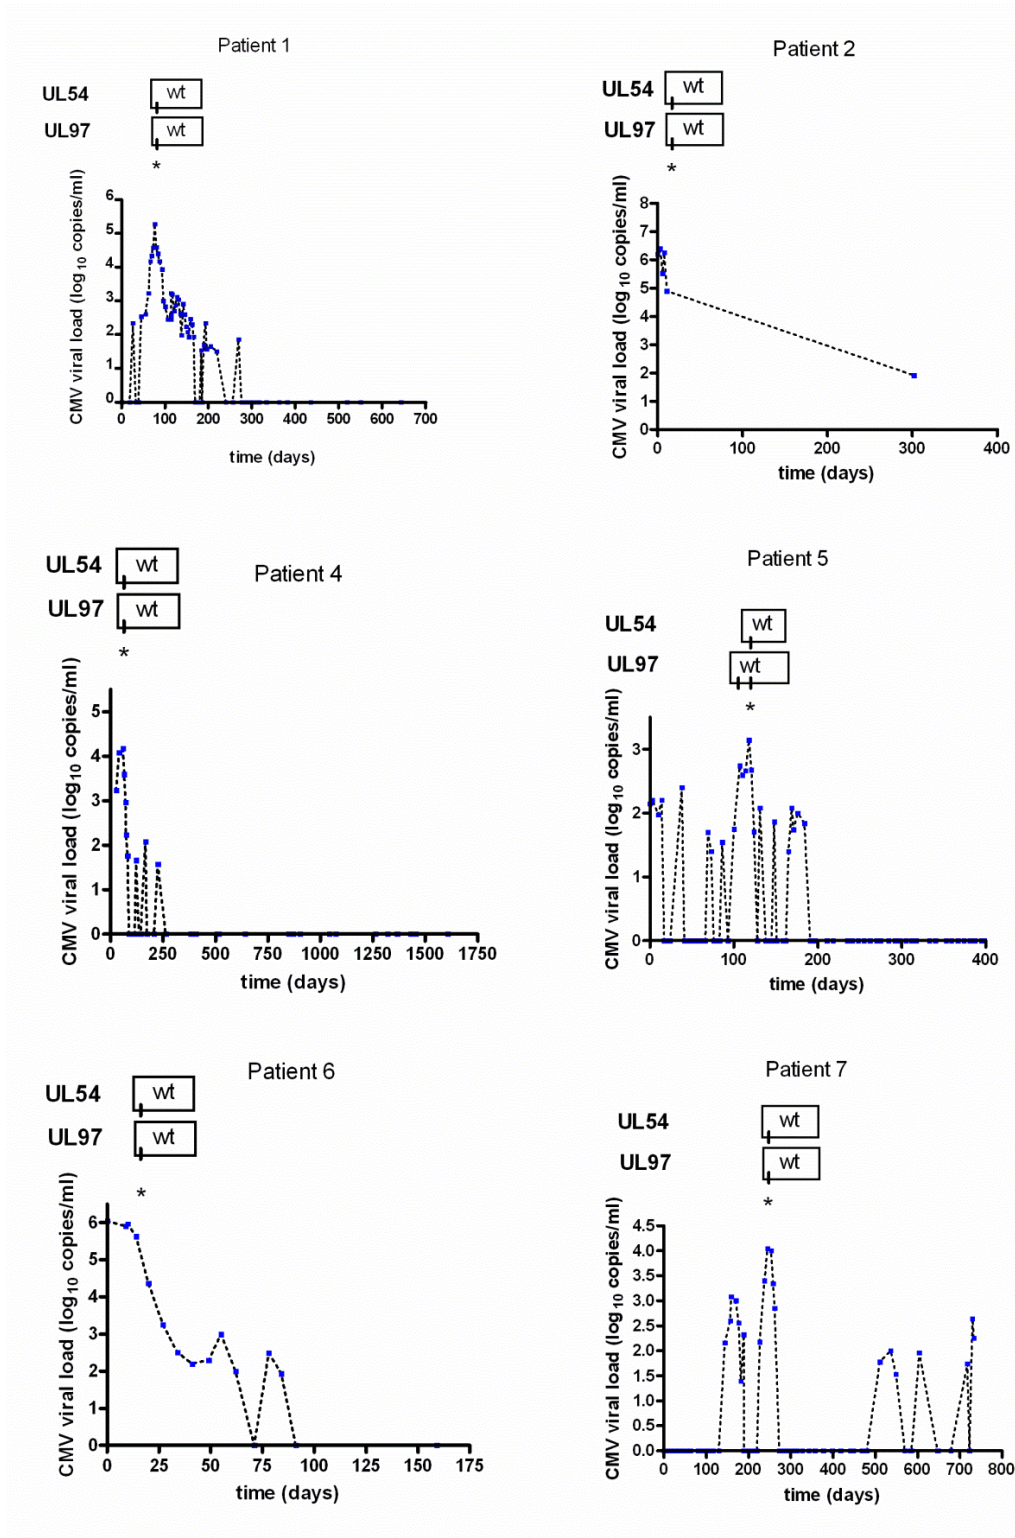 Patient 1
UL54 wt
UL97 wt
*
CMV viral load (log10 copies/ml)
6
5
4
3
2
1
0
0 100 200 300 400 500 600 700
time (days)
Patient 2
UL54 wt
UL97 wt
*
CMV viral load (log10 copies/ml)
8
7
6
5
4
3
2
1
0
0 100 200 300 400
time (days)
Patient 4
UL54 wt
UL97 wt
*
CMV viral load (log10 copies/ml)
5
4
3
2
1
0
0 250 500 750 1000 1250 1500 1750
time (days)
Patient 5
UL54 wt
UL97 wt
*
CMV viral load (log10 copies/ml)
3
2
1
0
0 100 200 300 400
time (days)
Patient 6
UL54 wt
UL97 wt
*
CMV viral load (log10 copies/ml)
6
5
4
3
2
1
0
0 25 50 75 100 125 150 175
time (days)
Patient 7
UL54 wt
UL97 wt
*
CMV viral load (log10 copies/ml)
4.5
4.0
3.5
3.0
2.5
2.0
1.5
1.0
0.5
0.0
0 100 200 300 400 500 600 700 800
time (days)